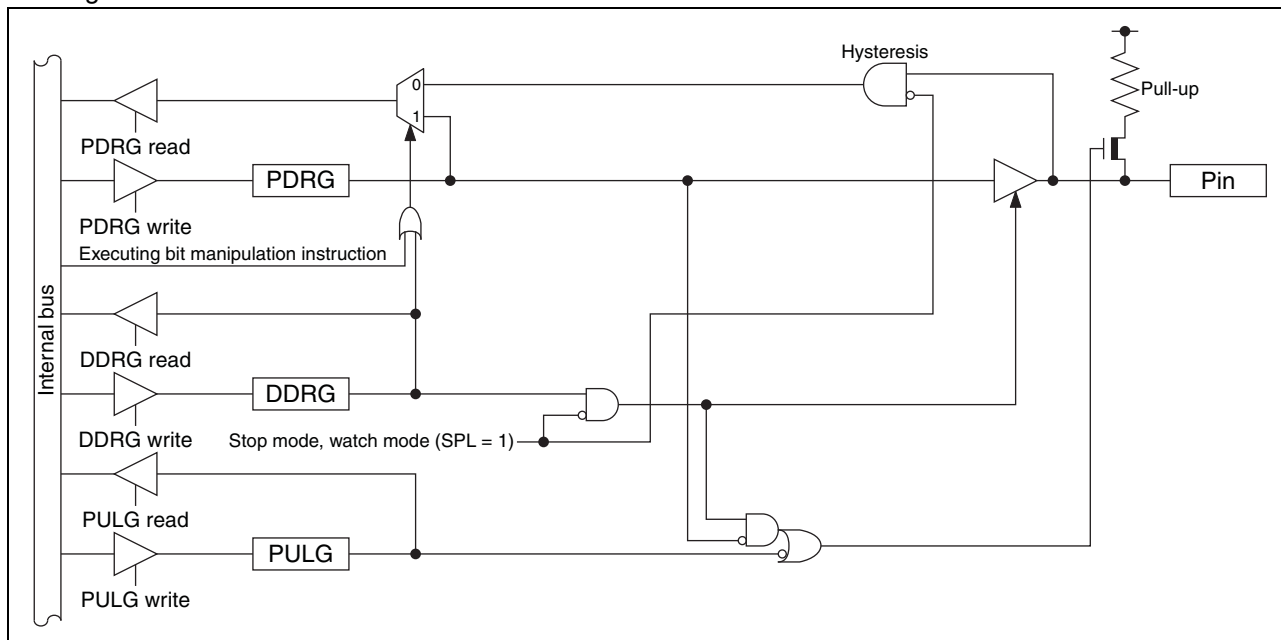 Hysteresis
0
Pull-up
1
PDRG read
PDRG
Pin
PDRG write
Executing bit manipulation instruction
Internal bus
DDRG read
DDRG
DDRG write
Stop mode, watch mode (SPL = 1)
PULG read
PULG
PULG write